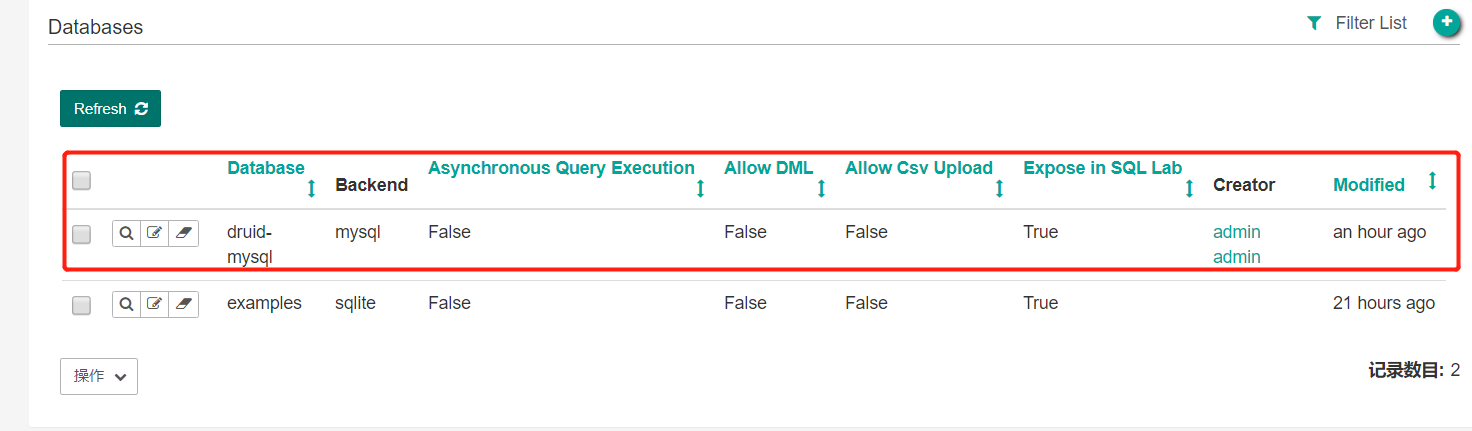 Databases
Filter List
Refresh
Database Backend Asynchronous Query Execution Allow DML Allow Csv Upload Expose in SQL Lab Creator Modified
druid- mysql False False False True admin an hour ago
mysql admin
examples sqlite False False False True 21 hours ago
操作
记录数目: 2